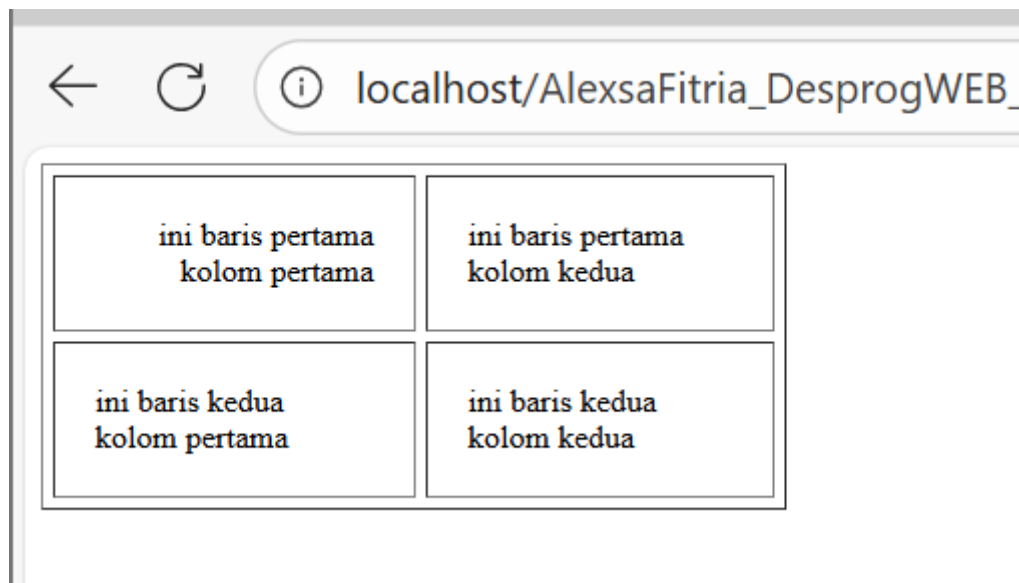 localhost/AlexsaFitria_DesprogWEB_
ini baris pertama
kolom pertama
ini baris pertama
kolom kedua
ini baris kedua
kolom pertama
ini baris kedua
kolom kedua